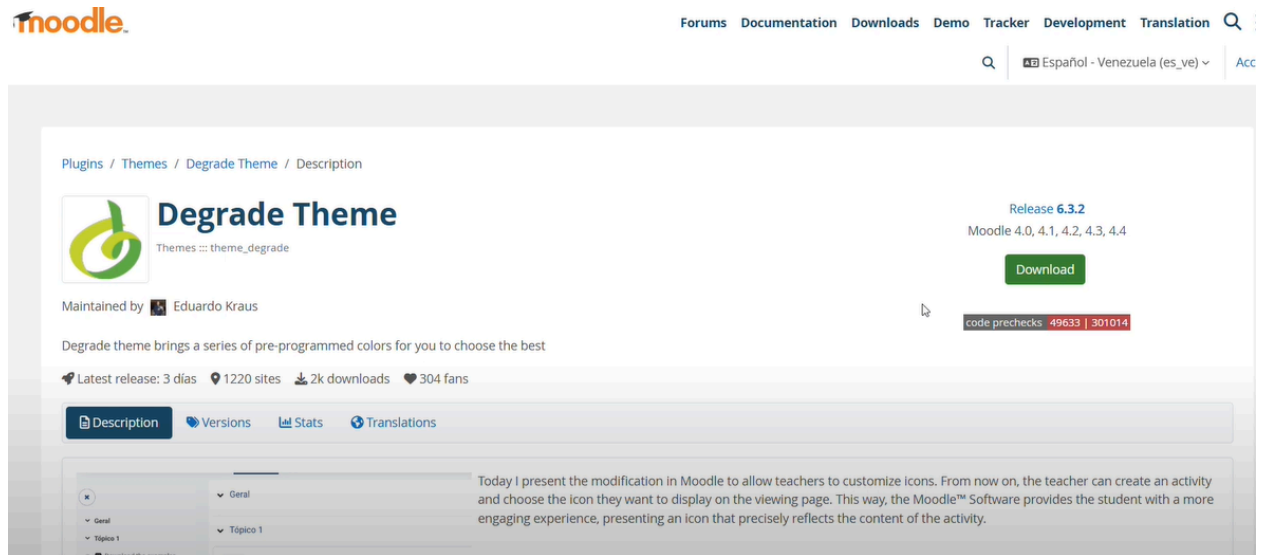 moodle
Forums Documentation Downloads Demo Tracker Development Translation
Español - Venezuela (es_ve)
Acc
Plugins / Themes / Degrade Theme / Description
Degrade Theme
Themes ::: theme_degrade
Release 6.3.2
Moodle 4.0, 4.1, 4.2, 4.3, 4.4
Download
code prechecks 49633 | 301014
Maintained by Eduardo Kraus
Degrade theme brings a series of pre-programmed colors for you to choose the best
Latest release: 3 días 1220 sites 2k downloads 304 fans
Description Versions Stats Translations
Geral
Tópico 1
Geral
Tópico 1
Today I present the modification in Moodle to allow teachers to customize icons. From now on, the teacher can create an activity
and choose the icon they want to display on the viewing page. This way, the Moodle™ Software provides the student with a more
engaging experience, presenting an icon that precisely reflects the content of the activity.